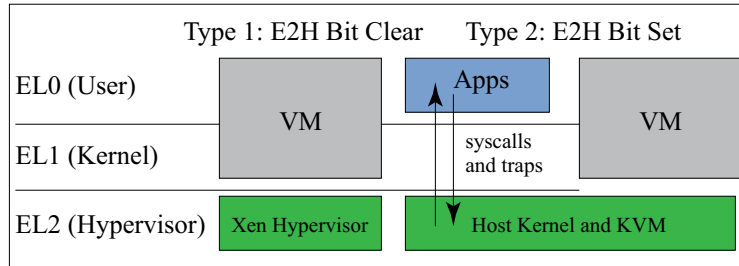 Type 1: E2H Bit Clear
Type 2: E2H Bit Set
EL0 (User)
VM
Apps
VM
EL1 (Kernel)
syscalls
and traps
EL2 (Hypervisor)
Xen Hypervisor
Host Kernel and KVM